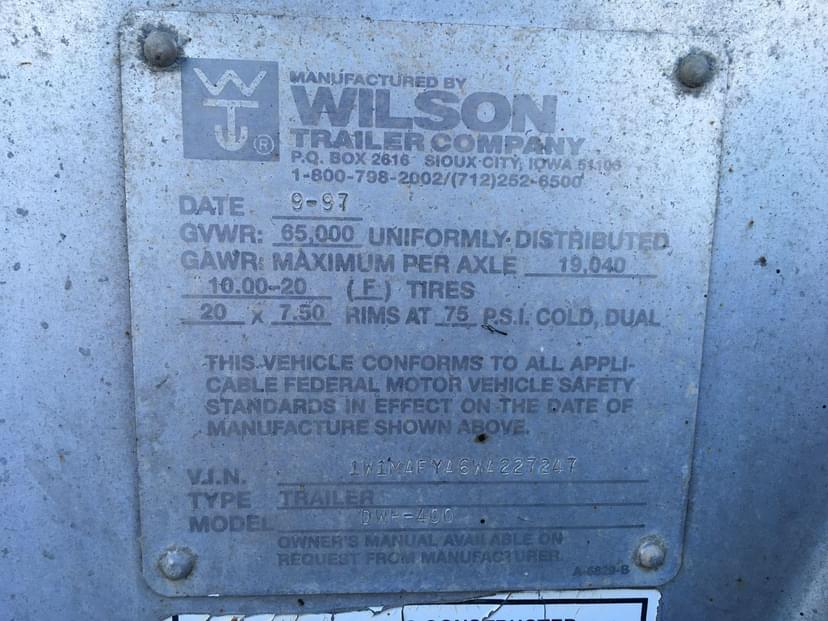 MANUFACTURED BY
WILSON
TRAILER COMPANY
P.O. BOX 2616 SIOUX CITY, IOWA 51106
1-800-798-2002/(712)252-6500
DATE 9-97
GVWR: 65,000 UNIFORMLY DISTRIBUTED
GAWR: MAXIMUM PER AXLE 19,040
10.00-20 (F) TIRES
20 x 7.50 RIMS AT 75 P.S.I. COLD, DUAL
THIS VEHICLE CONFORMS TO ALL APPLI-
CABLE FEDERAL MOTOR VEHICLE SAFETY
STANDARDS IN EFFECT ON THE DATE OF
MANUFACTURE SHOWN ABOVE.
V.I.N. 1W1MAFYA6WA227247
TYPE TRAILER
MODEL DWH-400
OWNER'S MANUAL AVAILABLE ON
REQUEST FROM MANUFACTURER.
A-6829-B